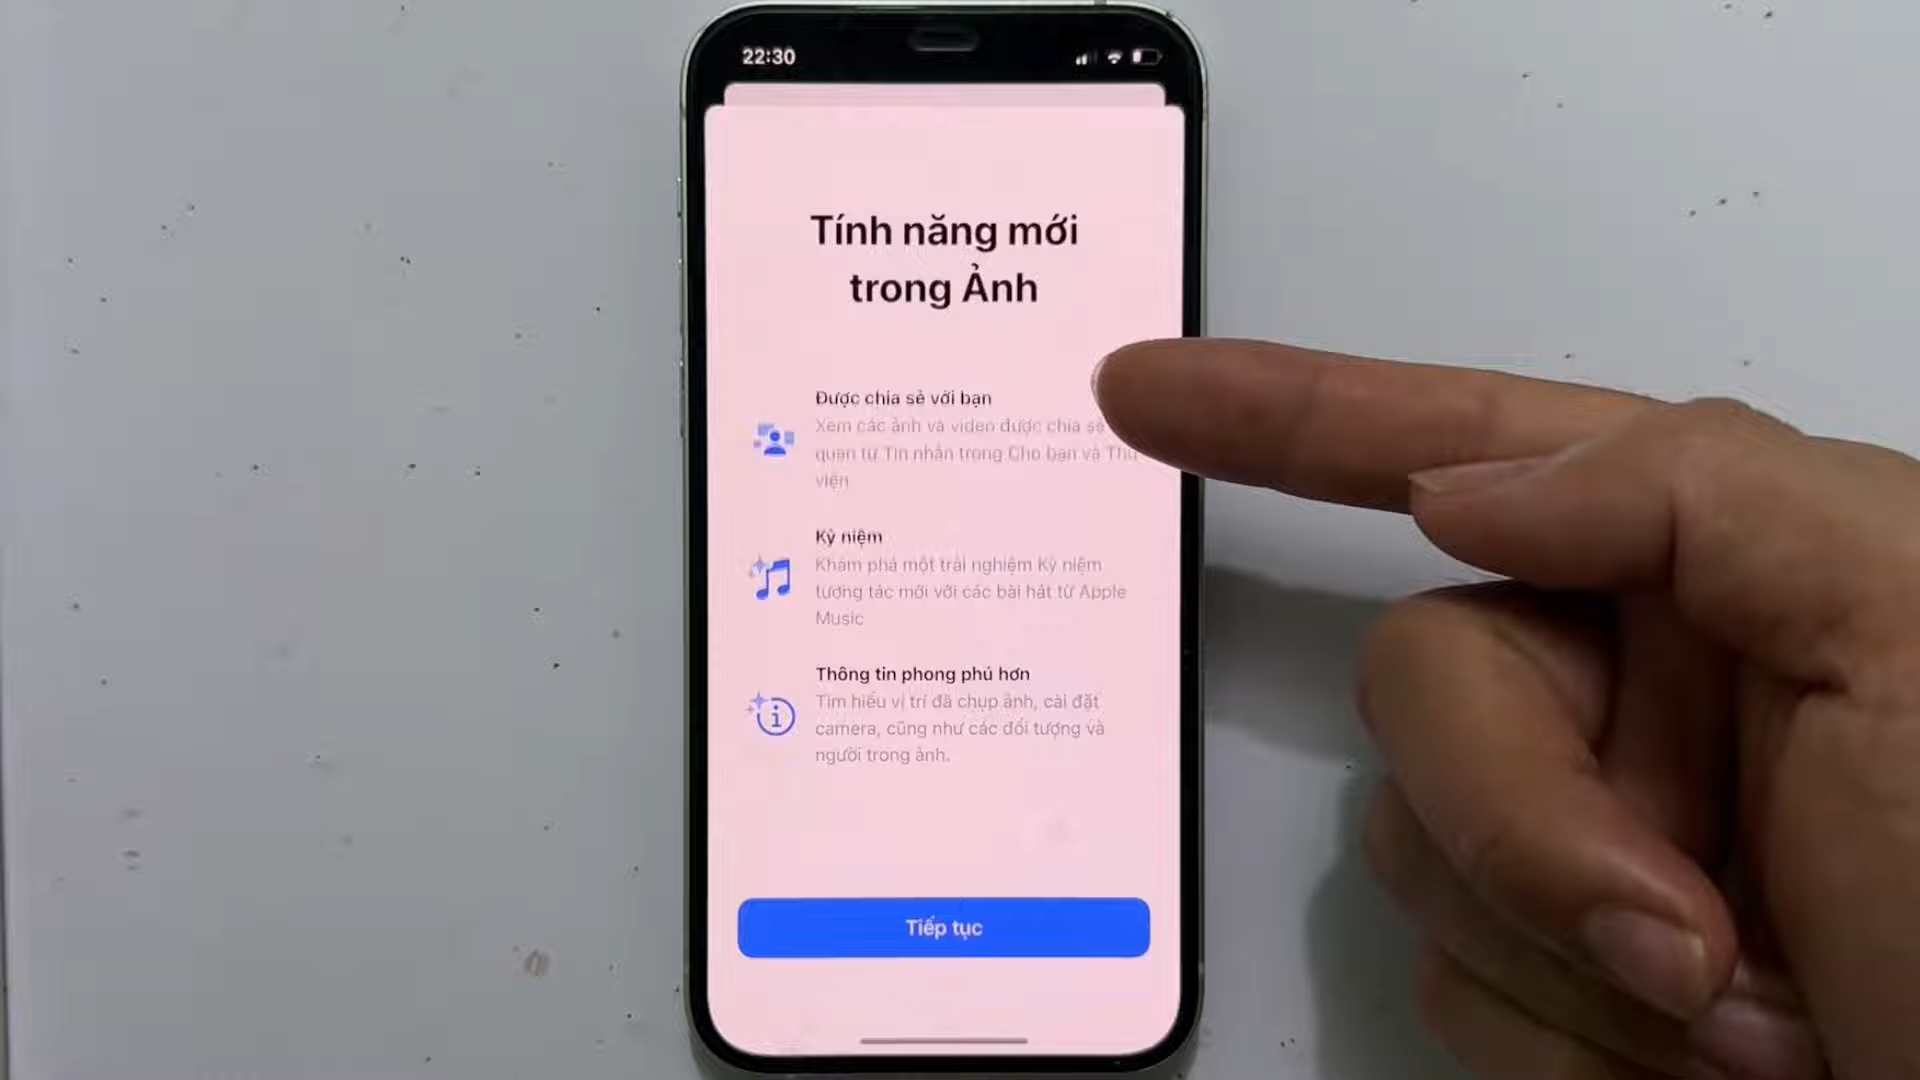 22:30
Tính năng mới
trong Ảnh
Được chia sẻ với bạn
Xem các ảnh và video được chia sẻ
quan từ Tin nhắn trong Cho bạn và Thư
viện
Kỷ niệm
Khám phá một trải nghiệm Kỷ niệm
tương tác mới với các bài hát từ Apple
Music
Thông tin phong phú hơn
Tìm hiểu vị trí đã chụp ảnh, cài đặt
camera, cũng như các đối tượng và
người trong ảnh.
Tiếp tục